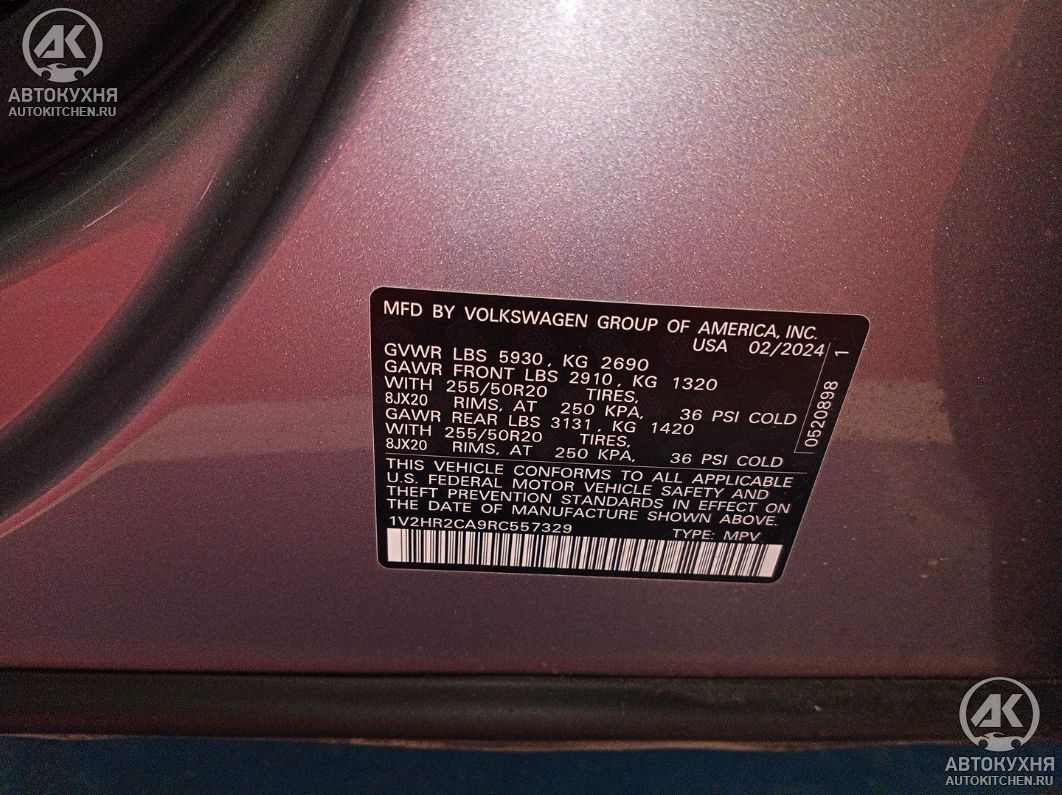 AK
АВТОКУХНЯ
AUTOKITCHEN.RU
MFD BY VOLKSWAGEN GROUP OF AMERICA, INC.
USA 02/2024
GVWR LBS 5930, KG 2690
GAWR FRONT LBS 2910, KG 1320
WITH 255/50R20 TIRES,
8JX20 RIMS, AT 250 KPA, 36 PSI COLD
GAWR REAR LBS 3131, KG 1420
WITH 255/50R20 TIRES,
8JX20 RIMS, AT 250 KPA, 36 PSI COLD
0520898 1
THIS VEHICLE CONFORMS TO ALL APPLICABLE
U.S. FEDERAL MOTOR VEHICLE SAFETY AND
THEFT PREVENTION STANDARDS IN EFFECT ON
THE DATE OF MANUFACTURE SHOWN ABOVE.
1V2HR2CA9RC557329 TYPE: MPV
AK
АВТОКУХНЯ
AUTOKITCHEN.RU